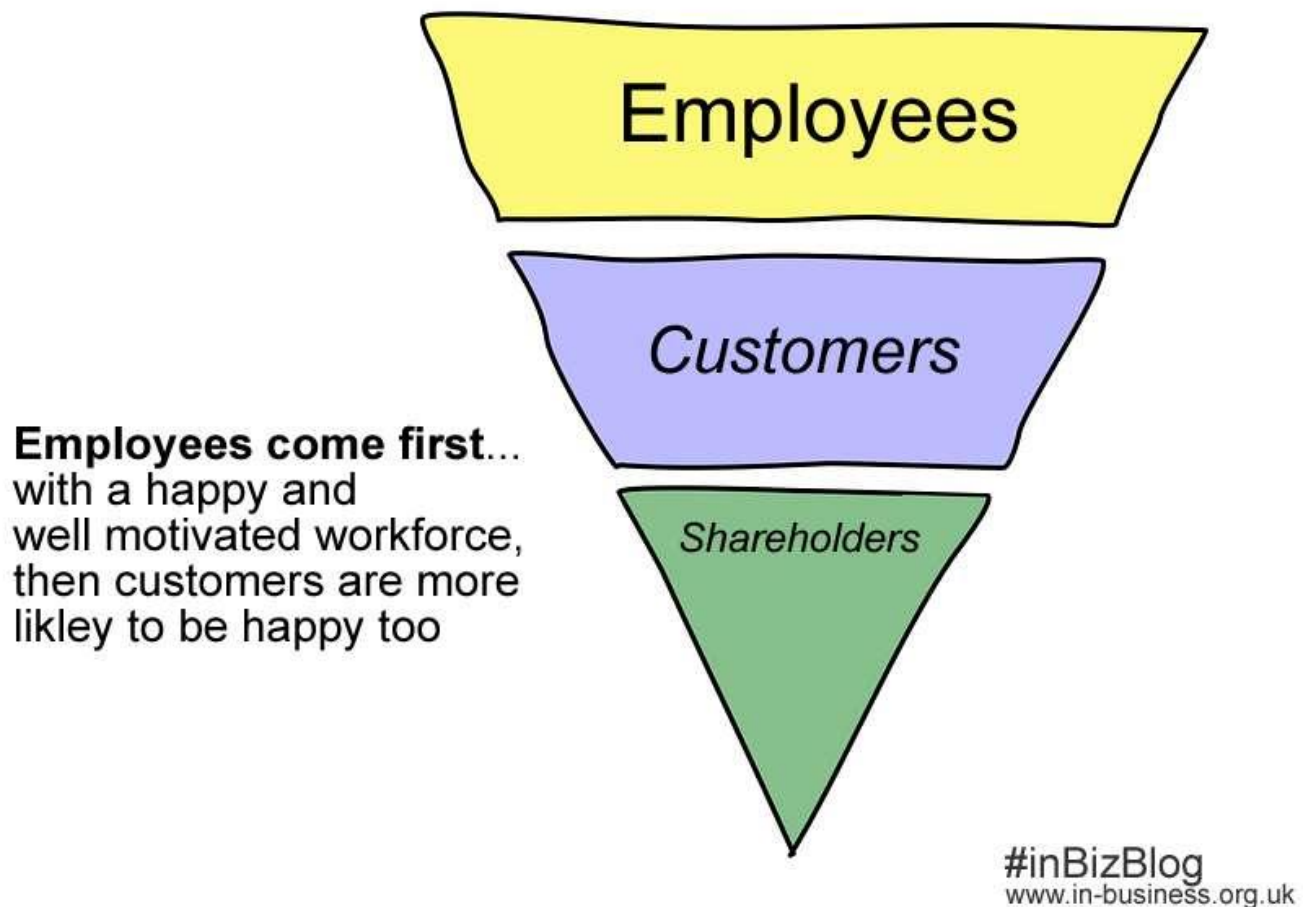 Employees
Customers
Shareholders
Employees come first...
with a happy and
well motivated workforce,
then customers are more
likley to be happy too
#inBizBlog
www.in-business.org.uk